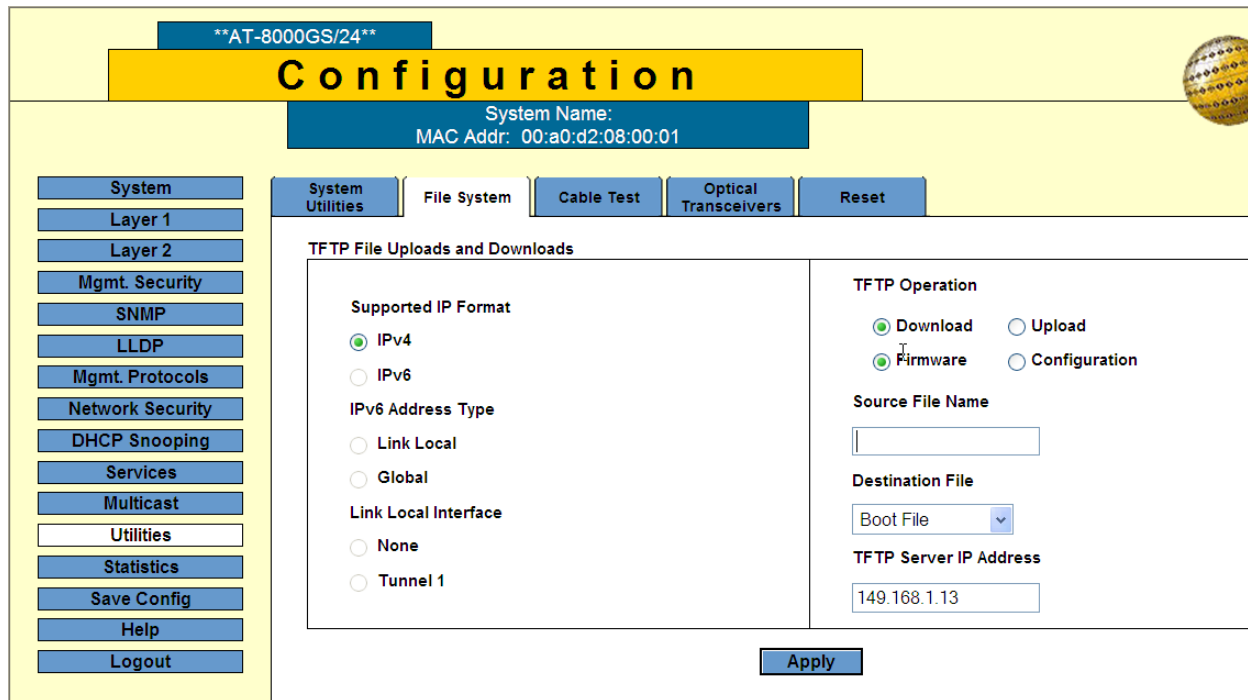 **AT-8000GS/24**
Configuration
System Name:
MAC Addr: 00:a0:d2:08:00:01
System
Layer 1
Layer 2
Mgmt. Security
SNMP
LLDP
Mgmt. Protocols
Network Security
DHCP Snooping
Services
Multicast
Utilities
Statistics
Save Config
Help
Logout
System Utilities
File System
Cable Test
Optical Transceivers
Reset
TFTP File Uploads and Downloads
Supported IP Format
IPv4
IPv6
IPv6 Address Type
Link Local
Global
Link Local Interface
None
Tunnel 1
TFTP Operation
Download
Upload
Firmware
Configuration
Source File Name
Destination File
Boot File
TFTP Server IP Address
149.168.1.13
Apply